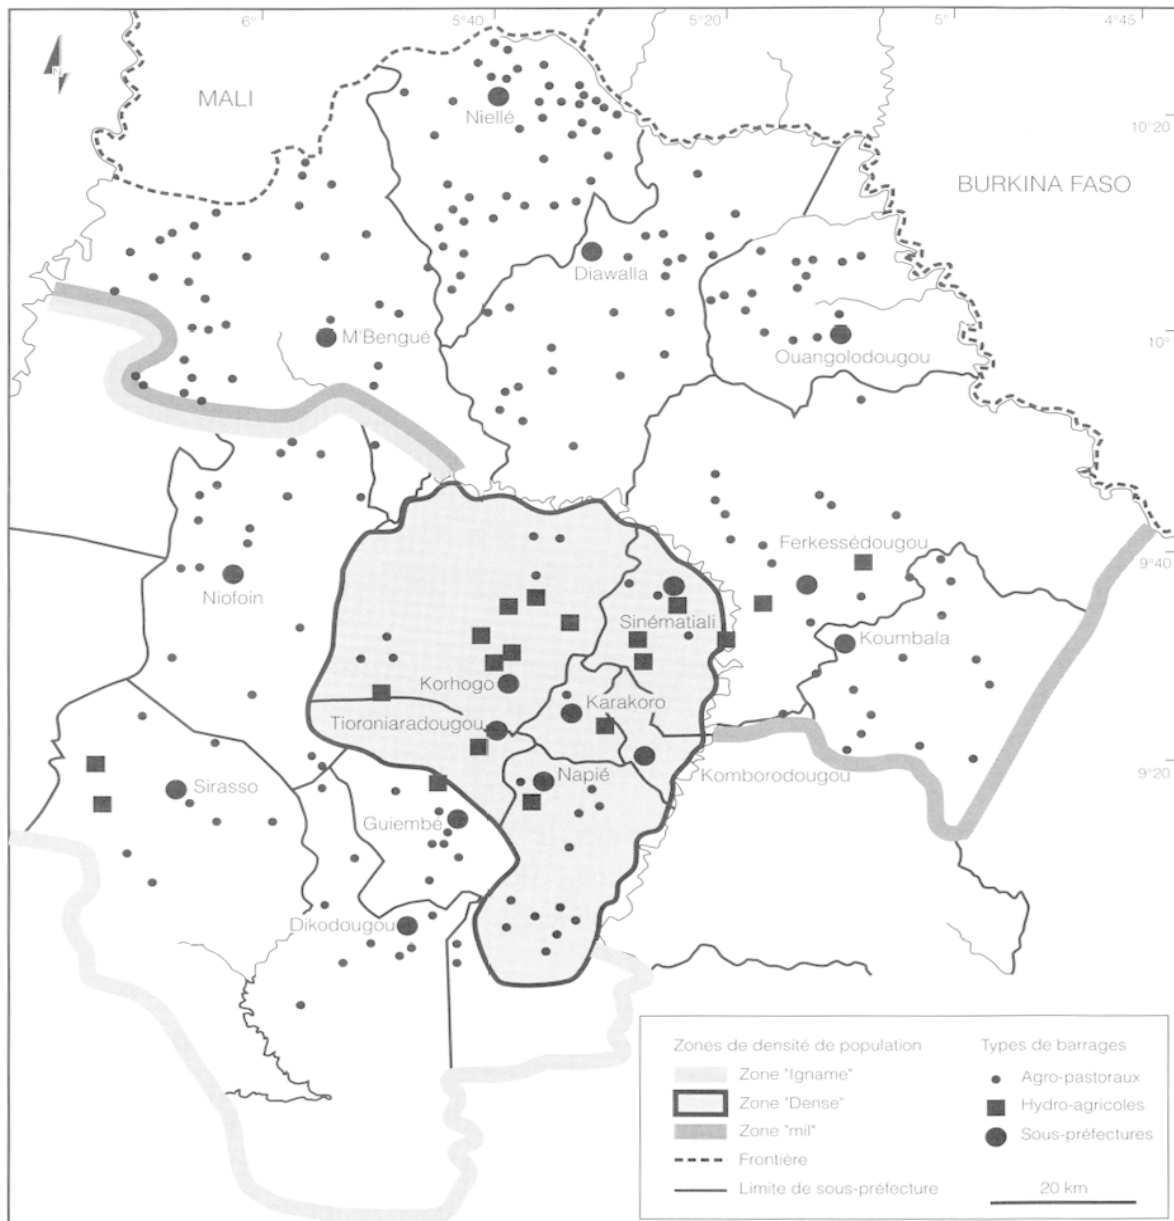 6° 5°40 5°20 5° 4°45
N
MALI
Niellé
10°20
BURKINA FASO
Diawalla
M'Bengué
Ouangolodougou
10°
Ferkessédougou
9°40
Niofoin
Sinématiali
Koumbala
Korhogo
Karakoro
Tioroniaradougou
Napié
Komborodougou
9°20
Sirasso
Guiembé
Dikodougou
Zones de densité de population
Zone "Igname"
Zone "Dense"
Zone "mil"
Frontière
Limite de sous-préfecture
Types de barrages
Agro-pastoraux
Hydro-agricoles
Sous-préfectures
20 km